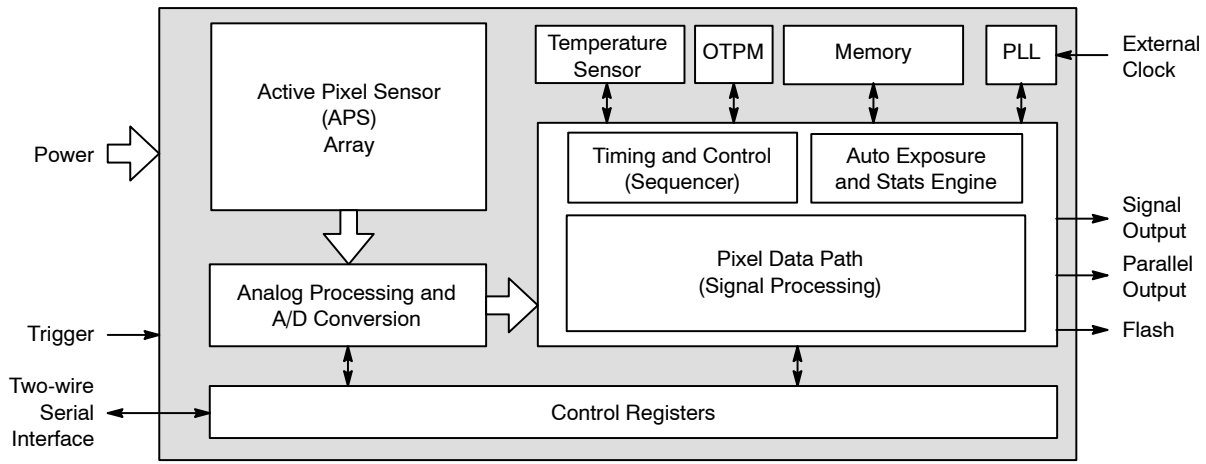 Active Pixel Sensor
(APS)
Array
Temperature
Sensor
OTPM
Memory
PLL
External
Clock
Power
Timing and Control
(Sequencer)
Auto Exposure
and Stats Engine
Signal
Output
Pixel Data Path
(Signal Processing)
Parallel
Output
Analog Processing and
A/D Conversion
Trigger
Flash
Two-wire
Serial
Interface
Control Registers